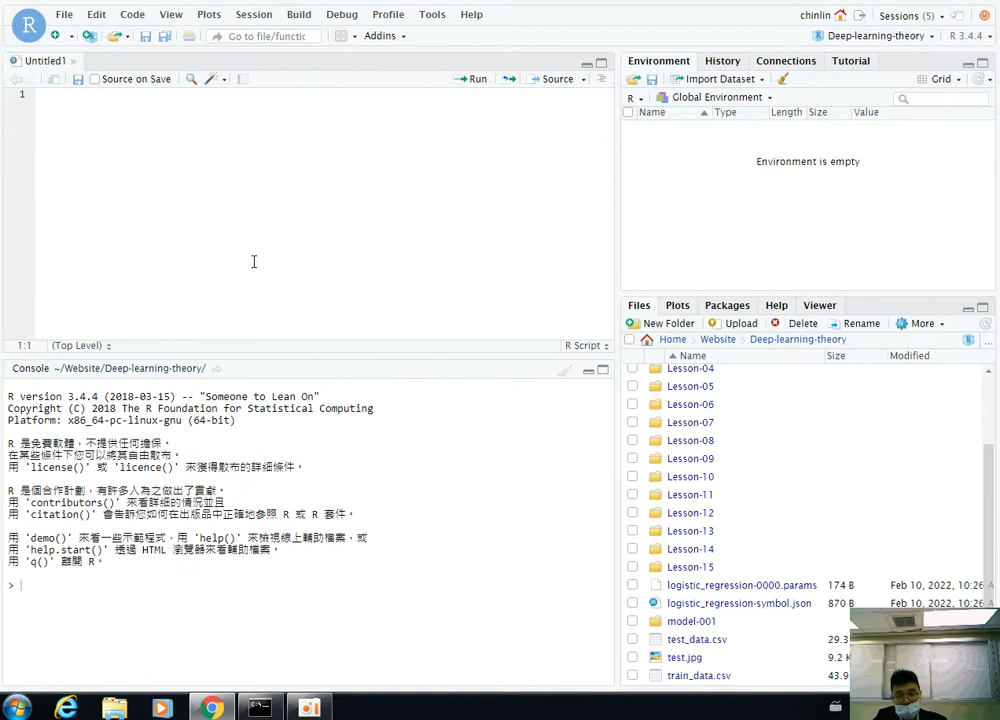 File Edit Code View Plots Session Build Debug Profile Tools Help
chinlin Sessions (5)
Go to file/functic Addins
Deep-learning-theory R 3.4.4
Untitled1
Source on Save Run Source
1
1:1 (Top Level) R Script
Console ~/Website/Deep-learning-theory/
R version 3.4.4 (2018-03-15) -- "Someone to Lean On"
Copyright (C) 2018 The R Foundation for Statistical Computing
Platform: x86_64-pc-linux-gnu (64-bit)
R 是免費軟體，不提供任何擔保。
在某些條件下您可以將其自由散布。
用 'license()' 或 'licence()' 來獲得散布的詳細條件。
R 是個合作計劃，有許多人為之做出了貢獻。
用 'contributors()' 來看詳細的情況並且
用 'citation()' 會告訴您如何在出版品中正確地參照 R 或 R 套件。
用 'demo()' 來看一些示範程式，用 'help()' 來檢視線上輔助檔案，或
用 'help.start()' 透過 HTML 瀏覽器來看輔助檔案。
用 'q()' 離開 R。
>
Environment History Connections Tutorial
Import Dataset Grid
R Global Environment
Name Type Length Size Value
Environment is empty
Files Plots Packages Help Viewer
New Folder Upload Delete Rename More
Home Website Deep-learning-theory
Name Size Modified
Lesson-04
Lesson-05
Lesson-06
Lesson-07
Lesson-08
Lesson-09
Lesson-10
Lesson-11
Lesson-12
Lesson-13
Lesson-14
Lesson-15
logistic_regression-0000.params 174 B Feb 10, 2022, 10:26 A
logistic_regression-symbol.json 870 B Feb 10, 2022, 10:26 A
model-001
test_data.csv 29.3
test.jpg 9.2 K
train_data.csv 43.9